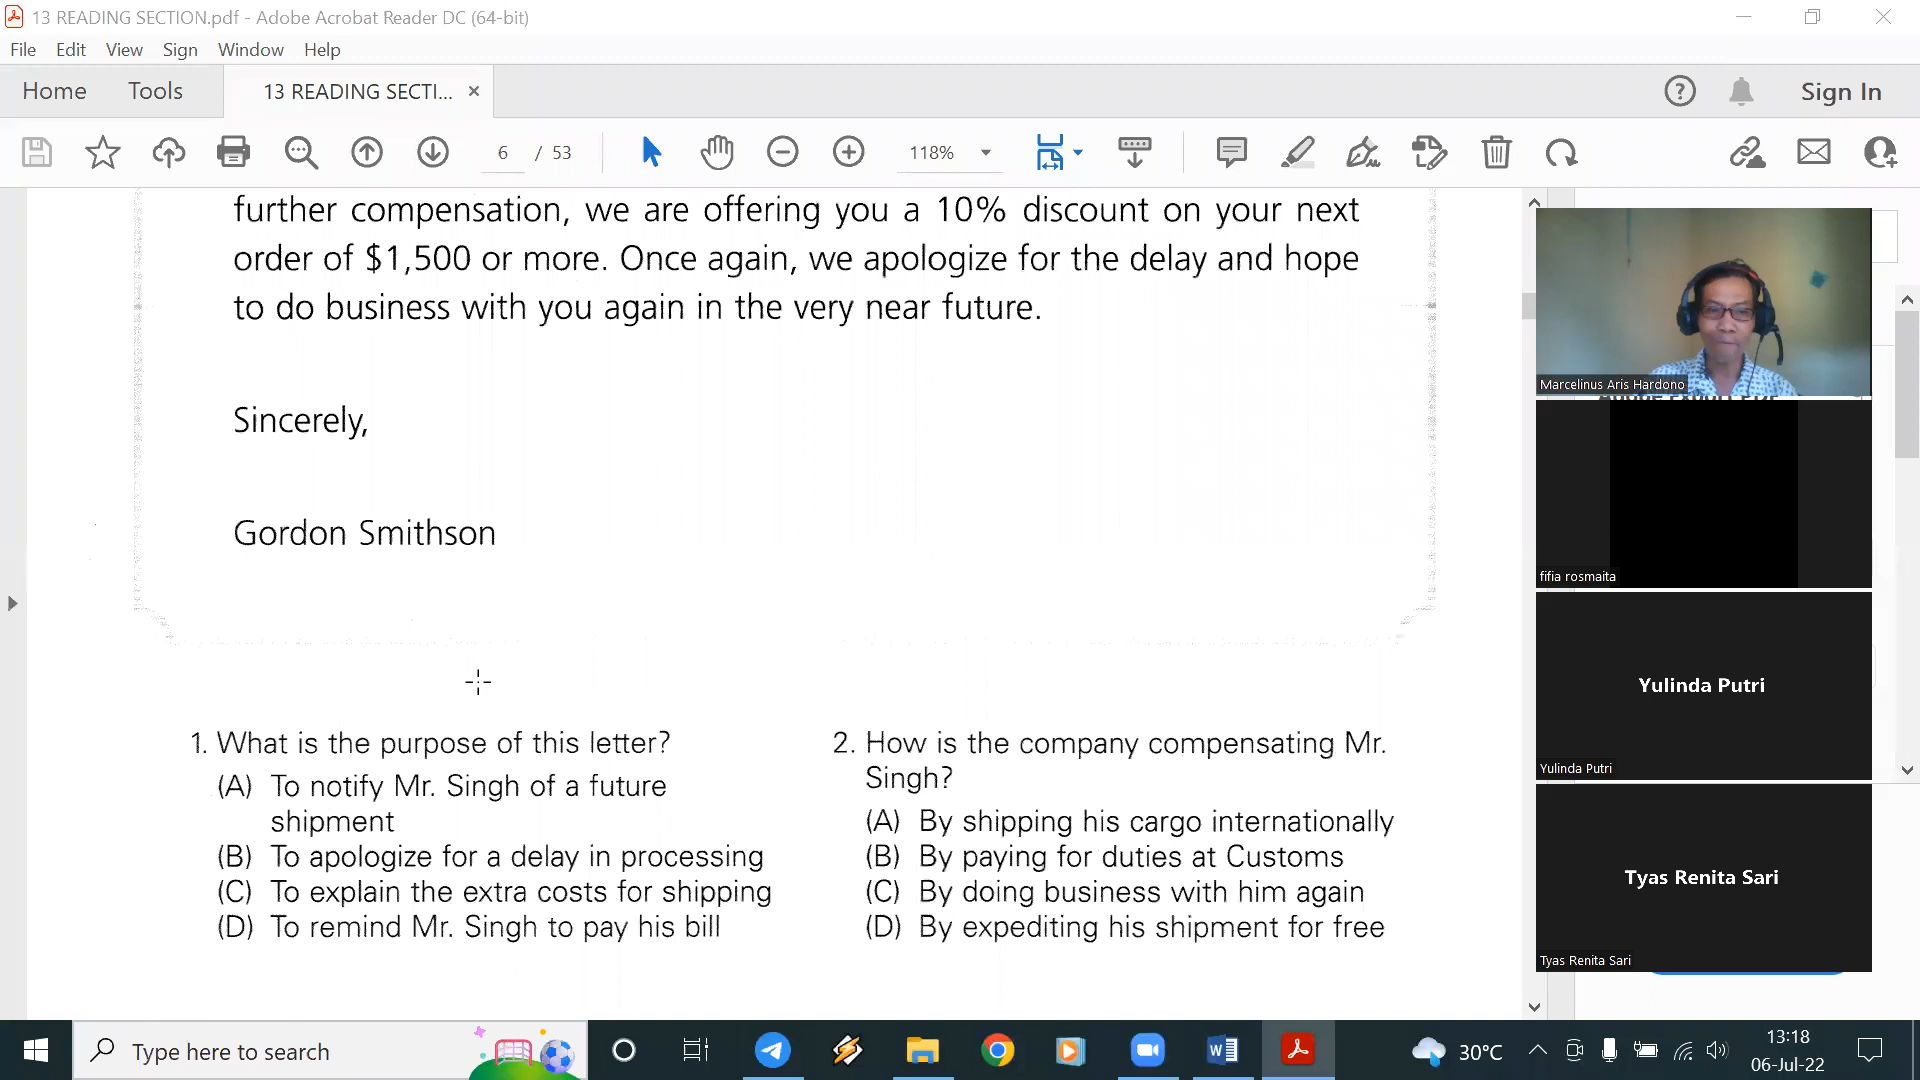 13 READING SECTION.pdf - Adobe Acrobat Reader DC (64-bit)
File Edit View Sign Window Help
Home Tools 13 READING SECTI... × Sign In
6 / 53 118%
further compensation, we are offering you a 10% discount on your next
order of $1,500 or more. Once again, we apologize for the delay and hope
to do business with you again in the very near future.
Sincerely,
Gordon Smithson
1. What is the purpose of this letter?
(A) To notify Mr. Singh of a future
shipment
(B) To apologize for a delay in processing
(C) To explain the extra costs for shipping
(D) To remind Mr. Singh to pay his bill
2. How is the company compensating Mr.
Singh?
(A) By shipping his cargo internationally
(B) By paying for duties at Customs
(C) By doing business with him again
(D) By expediting his shipment for free
Marcelinus Aris Hardono
fifia rosmaita
Yulinda Putri
Yulinda Putri
Tyas Renita Sari
Tyas Renita Sari
Type here to search
30°C
13:18
06-Jul-22